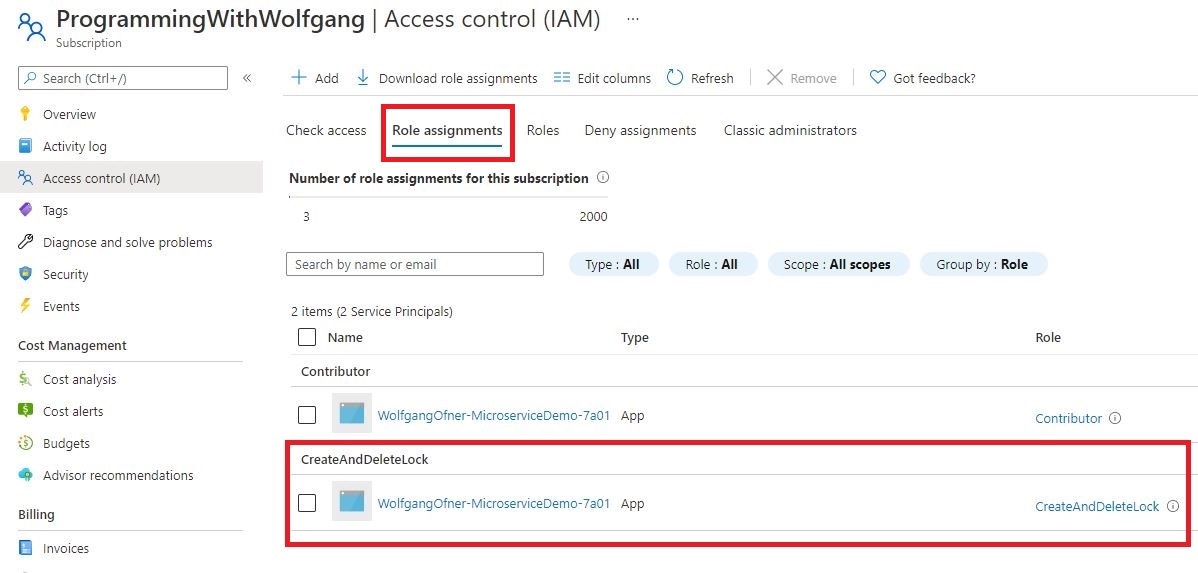 ProgrammingWithWolfgang | Access control (IAM) ...
Subscription
Search (Ctrl+/) «
Add Download role assignments Edit columns Refresh Remove Got feedback?
Overview
Activity log
Access control (IAM)
Tags
Diagnose and solve problems
Security
Events
Cost Management
Cost analysis
Cost alerts
Budgets
Advisor recommendations
Billing
Invoices
Check access Role assignments Roles Deny assignments Classic administrators
Number of role assignments for this subscription
3 2000
Search by name or email Type : All Role : All Scope : All scopes Group by : Role
2 items (2 Service Principals)
Name Type Role
Contributor
WolfgangOfner-MicroserviceDemo-7a01 App Contributor
CreateAndDeleteLock
WolfgangOfner-MicroserviceDemo-7a01 App CreateAndDeleteLock